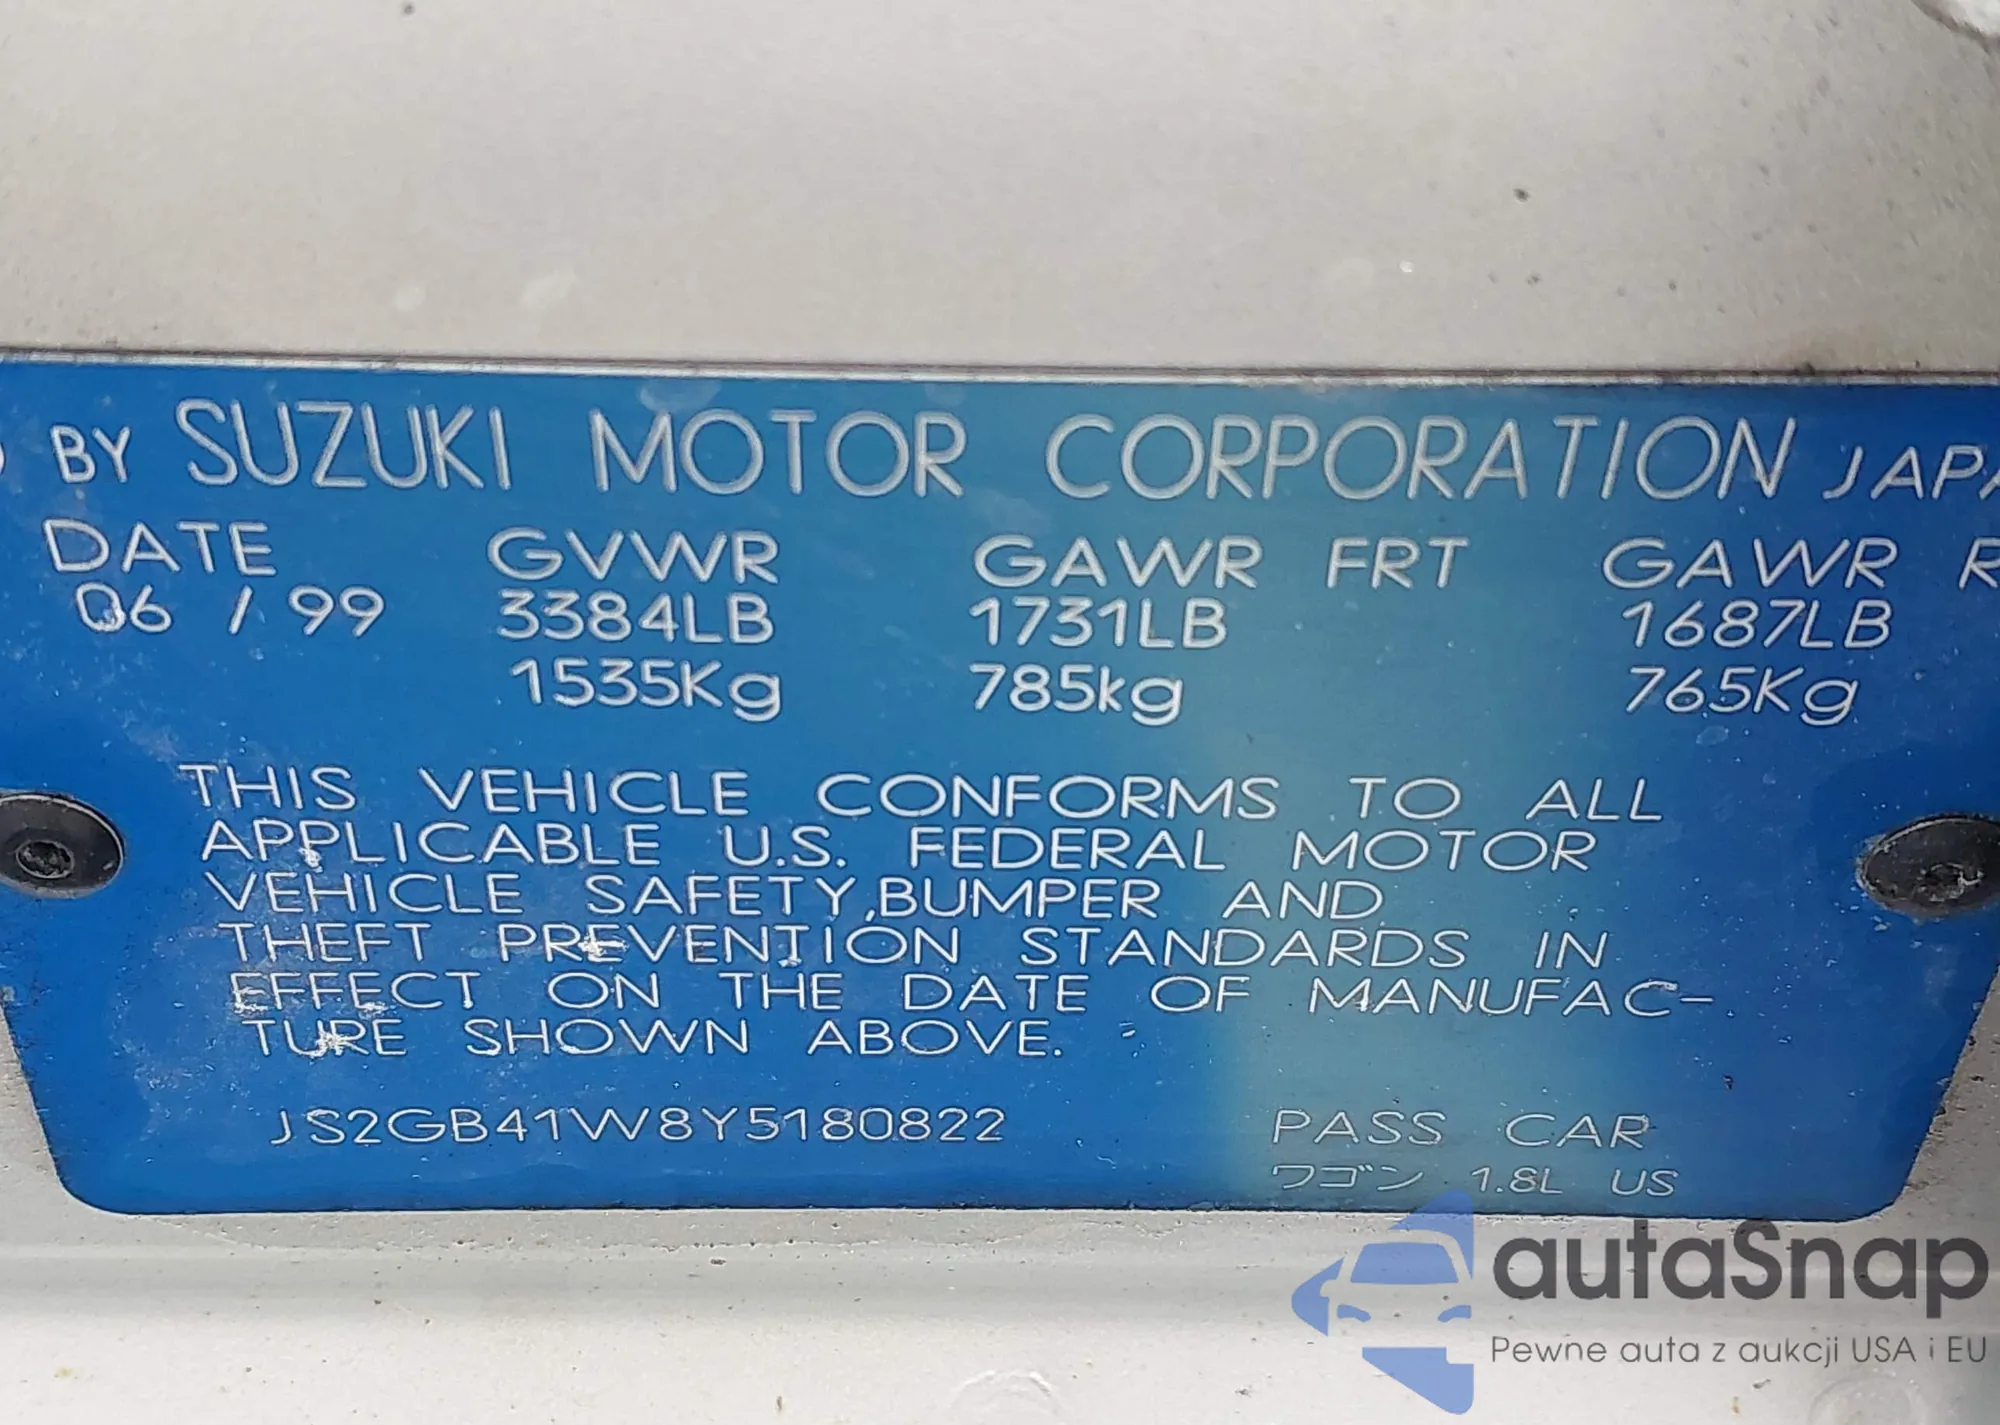 BY SUZUKI MOTOR CORPORATION JAPA
DATE GVWR GAWR FRT GAWR R
06 / 99 3384LB 1731LB 1687LB
1535Kg 785kg 765Kg
THIS VEHICLE CONFORMS TO ALL
APPLICABLE U.S. FEDERAL MOTOR
VEHICLE SAFETY,BUMPER AND
THEFT PREVENTION STANDARDS IN
EFFECT ON THE DATE OF MANUFAC-
TURE SHOWN ABOVE.
JS2GB41W8Y5180822 PASS CAR
ワゴン 1.8L US
autaSnap
Pewne auta z aukcji USA i EU